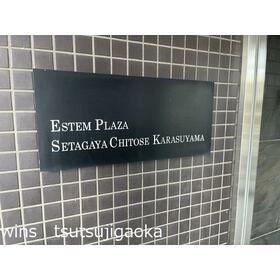 ESTEM PLAZA
SETAGAYA CHITOSE KARASUYAMA
wins tsutsujigaoka